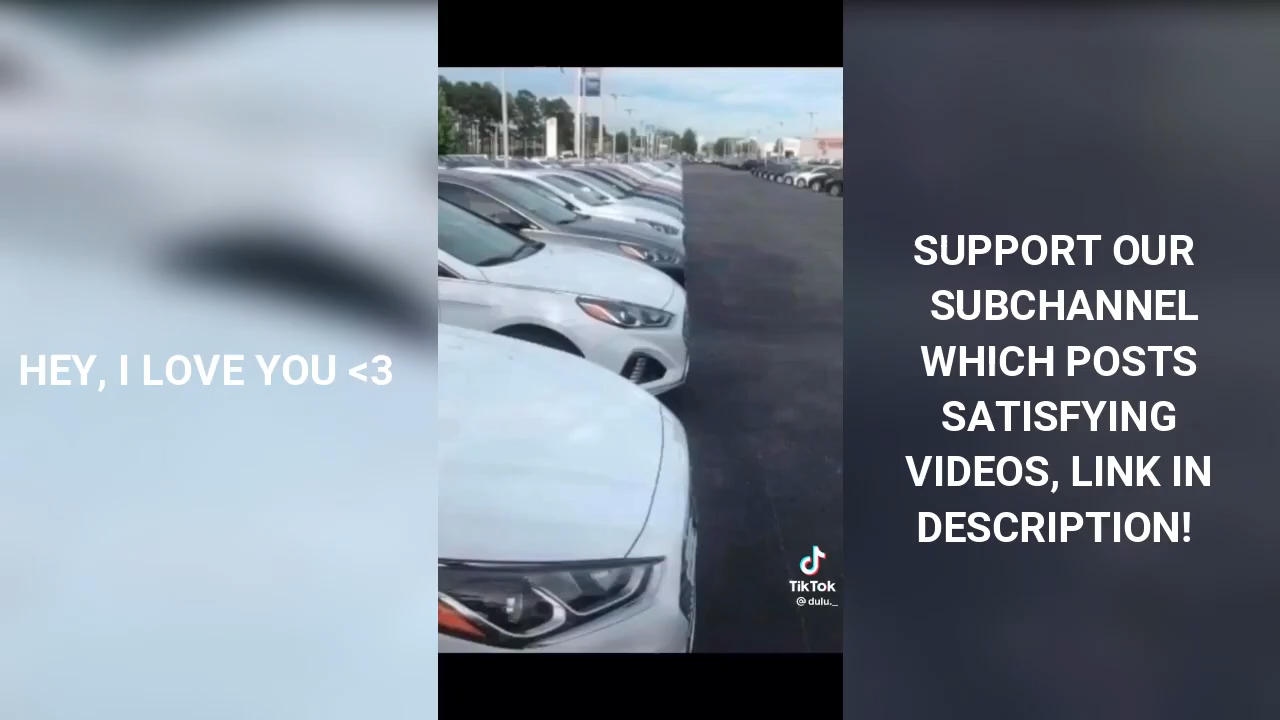 HEY, I LOVE YOU <3
SUPPORT OUR
SUBCHANNEL
WHICH POSTS
SATISFYING
VIDEOS, LINK IN
DESCRIPTION!
TikTok
@dulu._